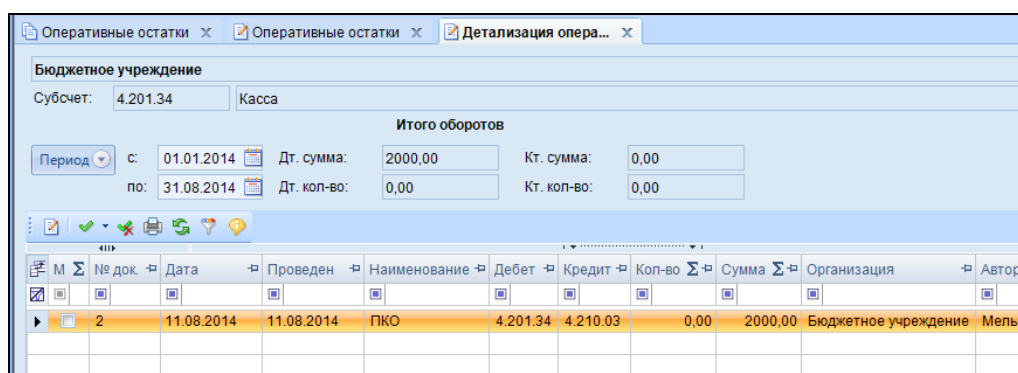 Оперативные остатки x Оперативные остатки x Детализация опера... x
Бюджетное учреждение
Субсчет: 4.201.34 Касса
Итого оборотов
Период с: 01.01.2014 Дт. сумма: 2000,00 Кт. сумма: 0,00
по: 31.08.2014 Дт. кол-во: 0,00 Кт. кол-во: 0,00
М Σ № док. Дата Проведен Наименование Дебет Кредит Кол-во Σ Сумма Σ Организация Автор
2 11.08.2014 11.08.2014 ПКО 4.201.34 4.210.03 0,00 2000,00 Бюджетное учреждение Мель